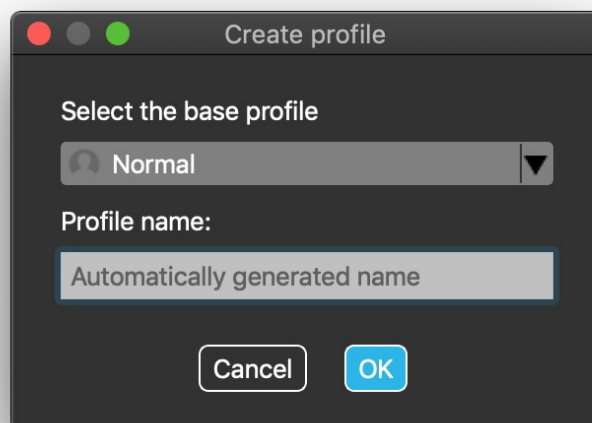 Create profile
Select the base profile
Normal
Profile name:
Automatically generated name
Cancel OK